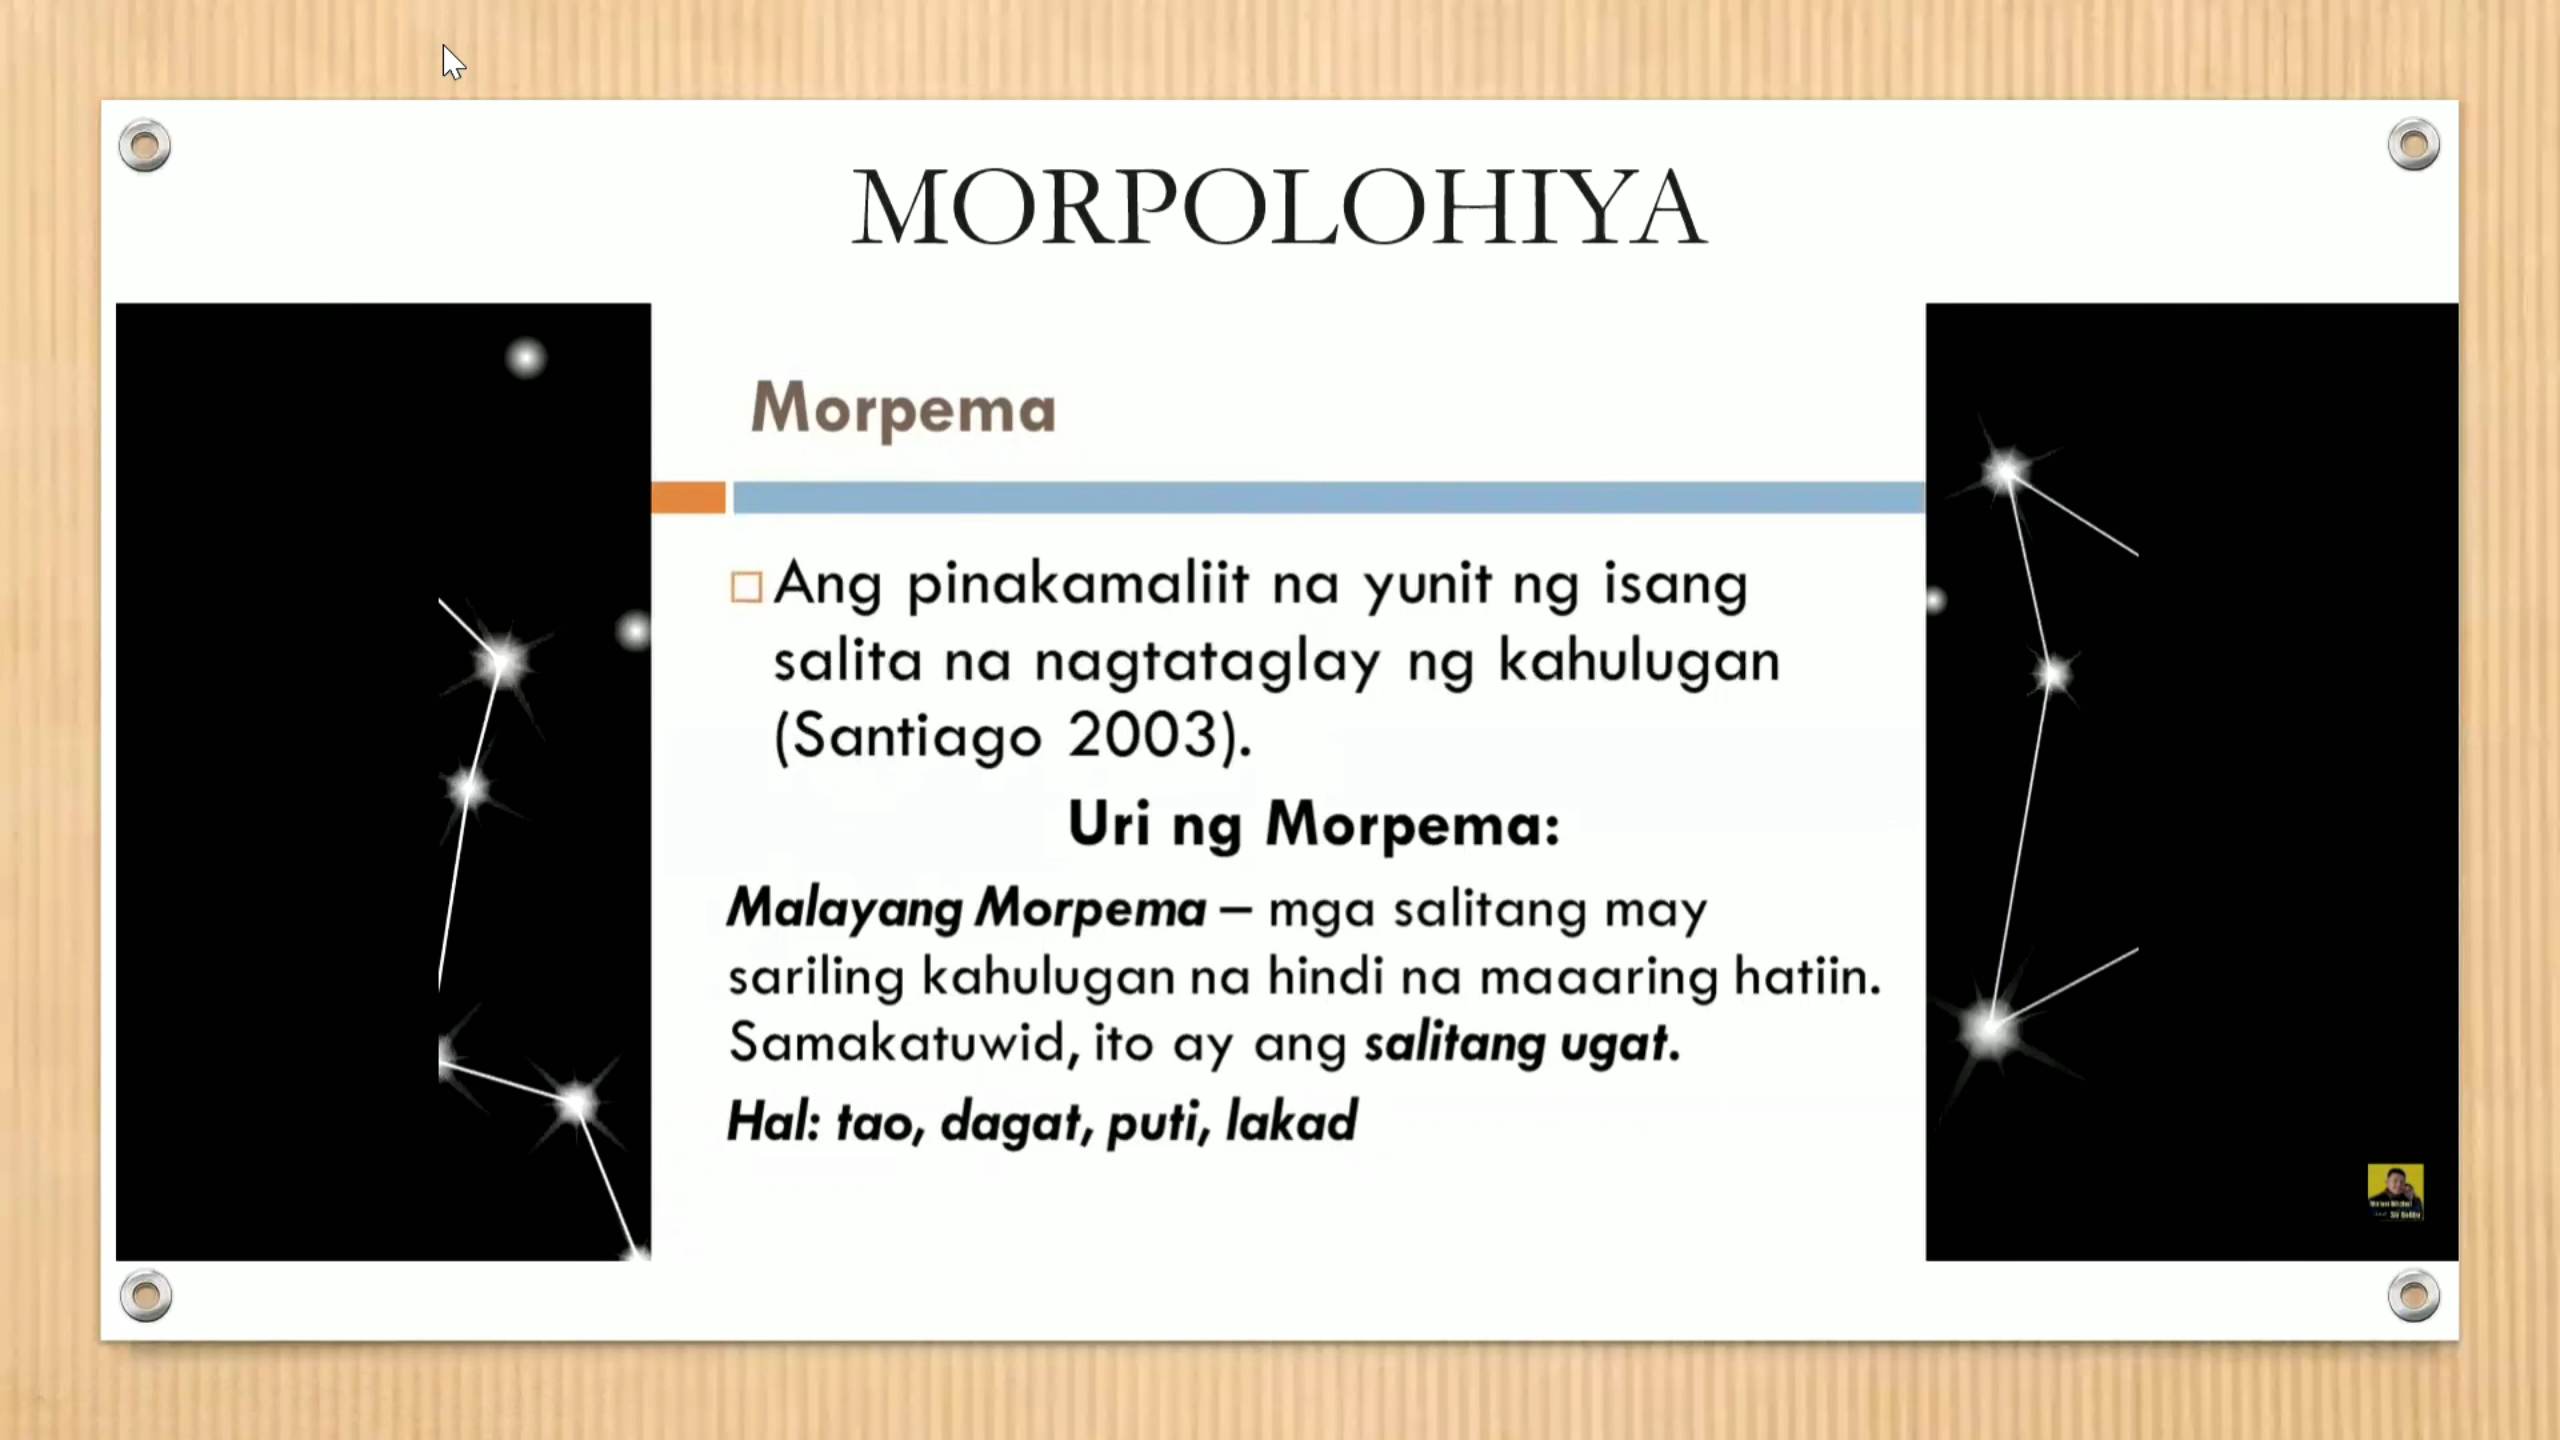 MORPOLOHIYA
Morpema
Ang pinakamaliit na yunit ng isang
salita na nagtataglay ng kahulugan
(Santiago 2003).
Uri ng Morpema:
Malayang Morpema – mga salitang may
sariling kahulugan na hindi na maaaring hatiin.
Samakatuwid, ito ay ang salitang ugat.
Hal: tao, dagat, puti, lakad